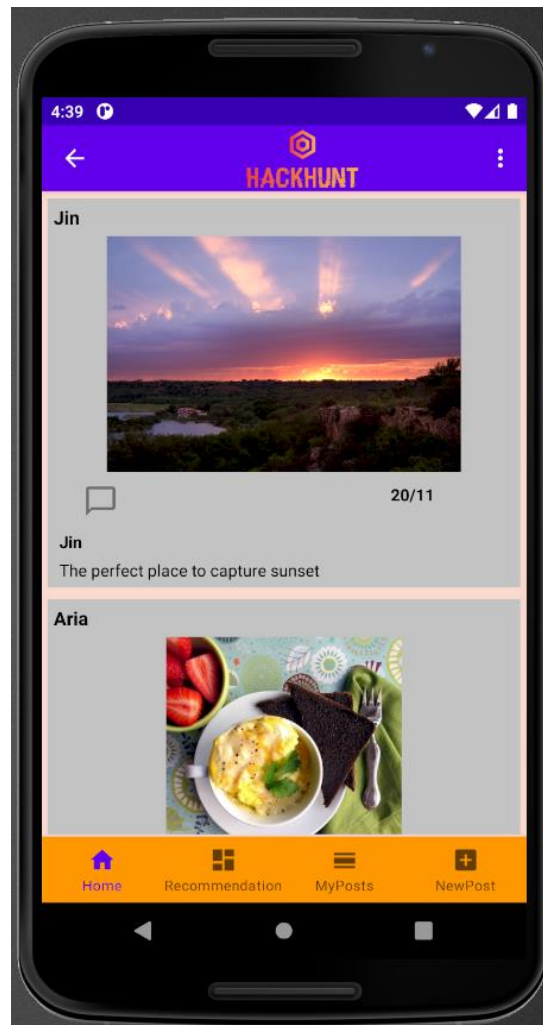 4:39
HACKHUNT
Jin
20/11
Jin
The perfect place to capture sunset
Aria
Home Recommendation MyPosts NewPost